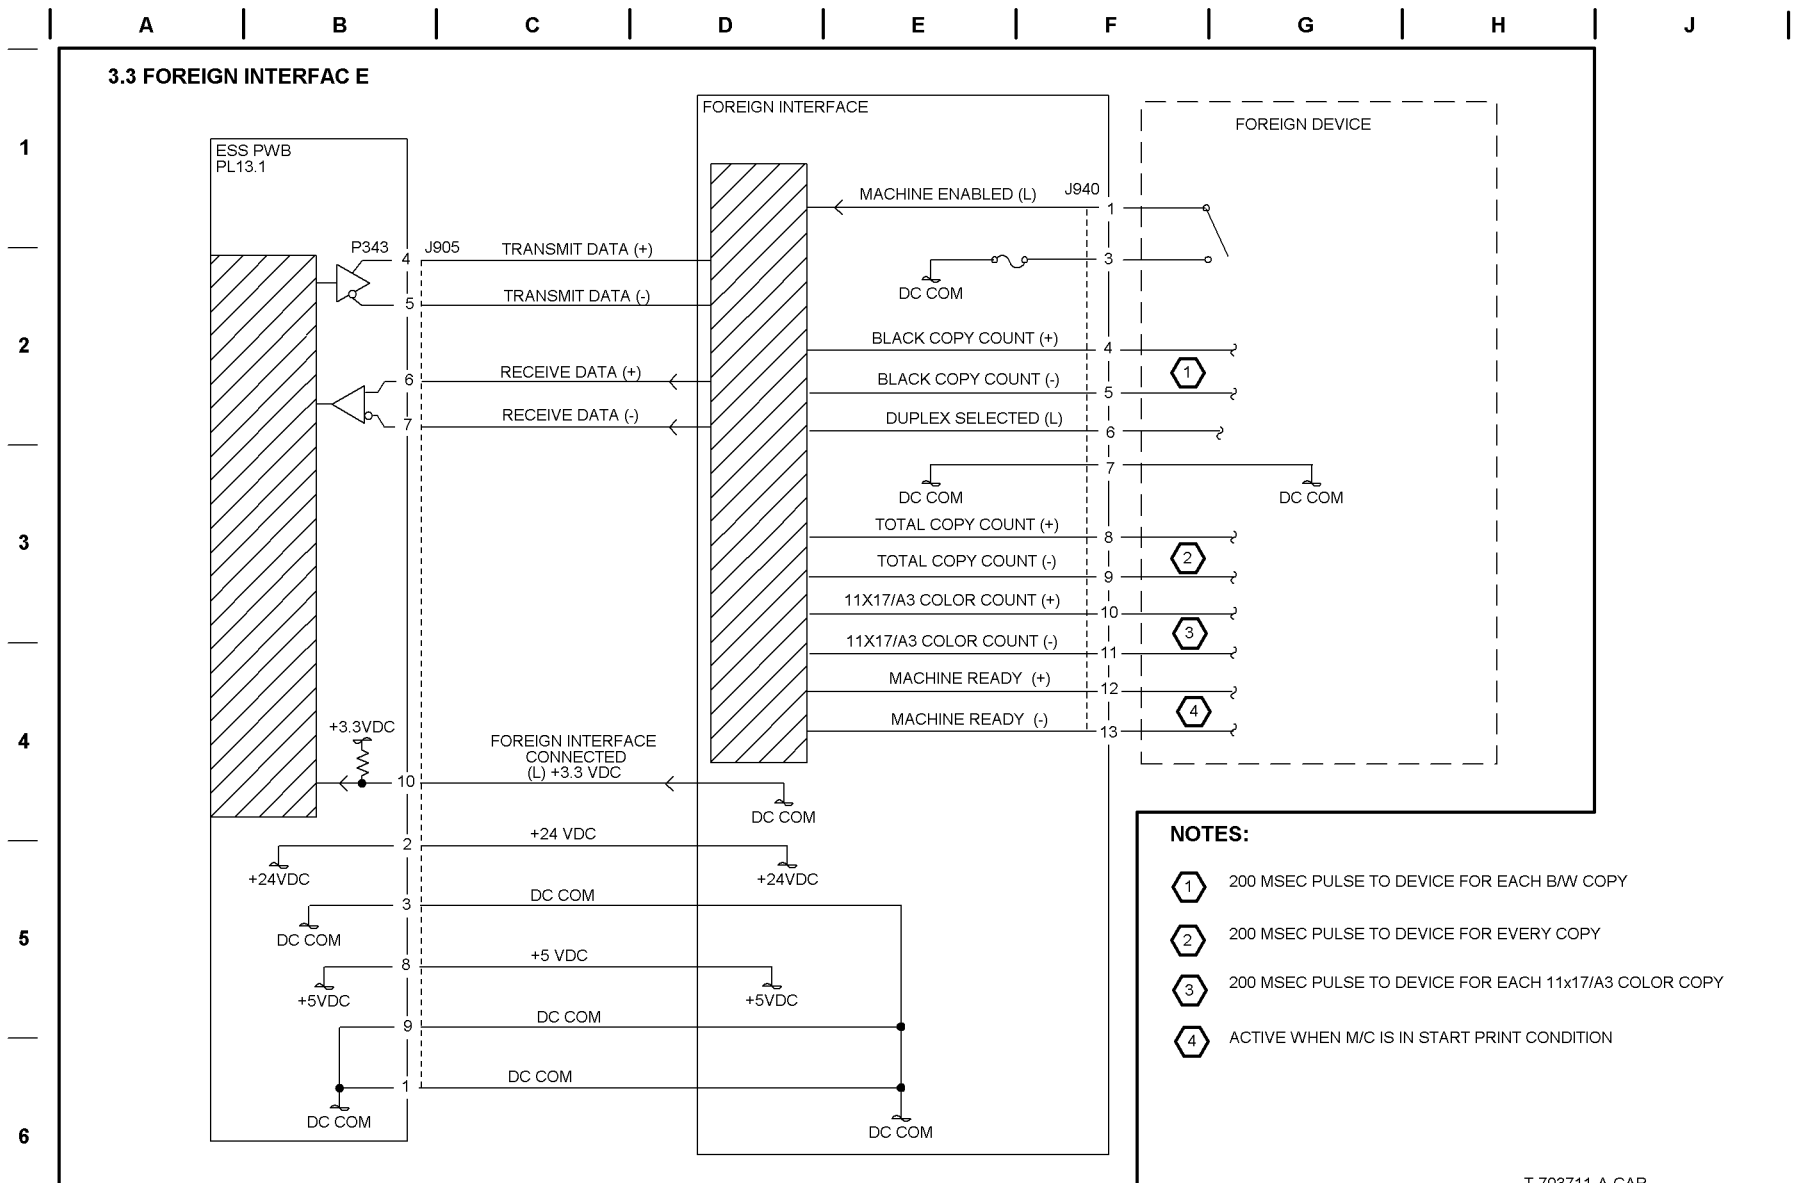 A B C D E F G H J
3.3 FOREIGN INTERFAC E
1
2
3
4
5
6
ESS PWB
PL13.1
P343
J905
4
5
6
7
10
2
3
8
9
1
TRANSMIT DATA (+)
TRANSMIT DATA (-)
RECEIVE DATA (+)
RECEIVE DATA (-)
+3.3VDC
FOREIGN INTERFACE
CONNECTED
(L) +3.3 VDC
DC COM
+24 VDC
+24VDC
+24VDC
DC COM
DC COM
+5 VDC
+5VDC
+5VDC
DC COM
DC COM
DC COM
DC COM
FOREIGN INTERFACE
MACHINE ENABLED (L)
J940
1
3
DC COM
BLACK COPY COUNT (+)
4
BLACK COPY COUNT (-)
5
DUPLEX SELECTED (L)
6
7
DC COM
DC COM
TOTAL COPY COUNT (+)
8
TOTAL COPY COUNT (-)
9
11X17/A3 COLOR COUNT (+)
10
11X17/A3 COLOR COUNT (-)
11
MACHINE READY (+)
12
MACHINE READY (-)
13
FOREIGN DEVICE
1
2
3
4
NOTES:
1 200 MSEC PULSE TO DEVICE FOR EACH B/W COPY
2 200 MSEC PULSE TO DEVICE FOR EVERY COPY
3 200 MSEC PULSE TO DEVICE FOR EACH 11x17/A3 COLOR COPY
4 ACTIVE WHEN M/C IS IN START PRINT CONDITION